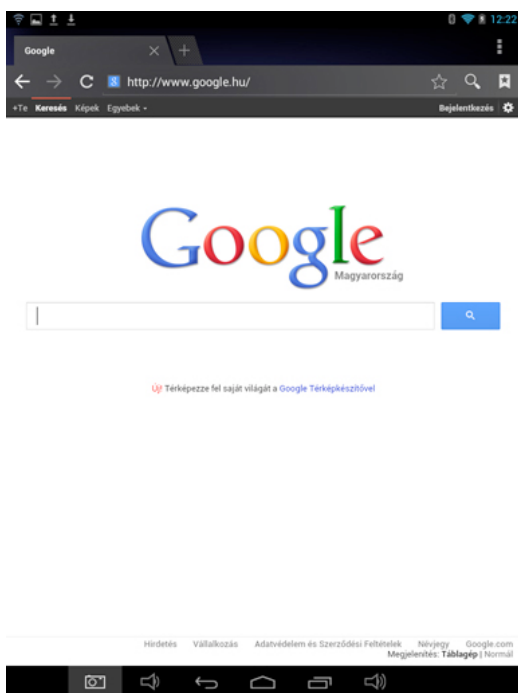 12:22
Google
http://www.google.hu/
+Te Keresés Képek Egyebek
Bejelentkezés
Google
Magyarország
Új! Térképezze fel saját világát a Google Térképkészítővel
Hirdetés Vállalkozás Adatvédelem és Szerződési Feltételek Névjegy Google.com
Megjelenítés: Táblagép | Normál